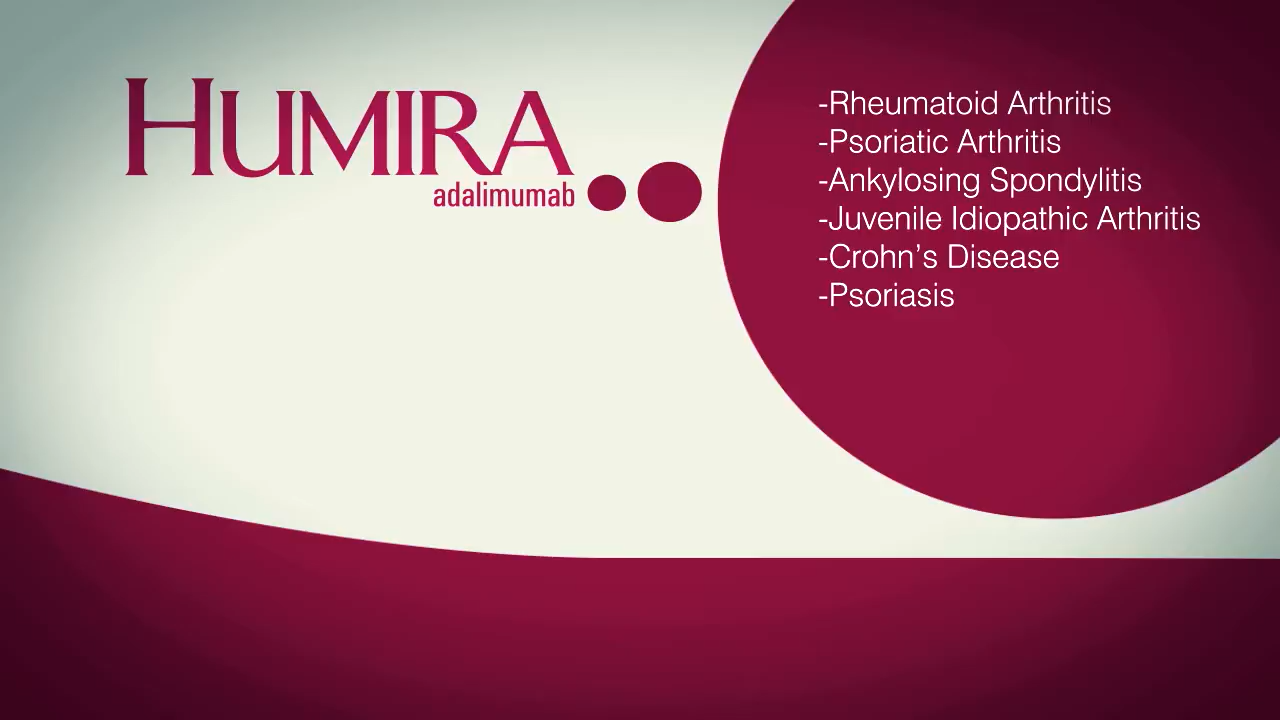 HUMIRA
adalimumab
-Rheumatoid Arthritis
-Psoriatic Arthritis
-Ankylosing Spondylitis
-Juvenile Idiopathic Arthritis
-Crohn’s Disease
-Psoriasis